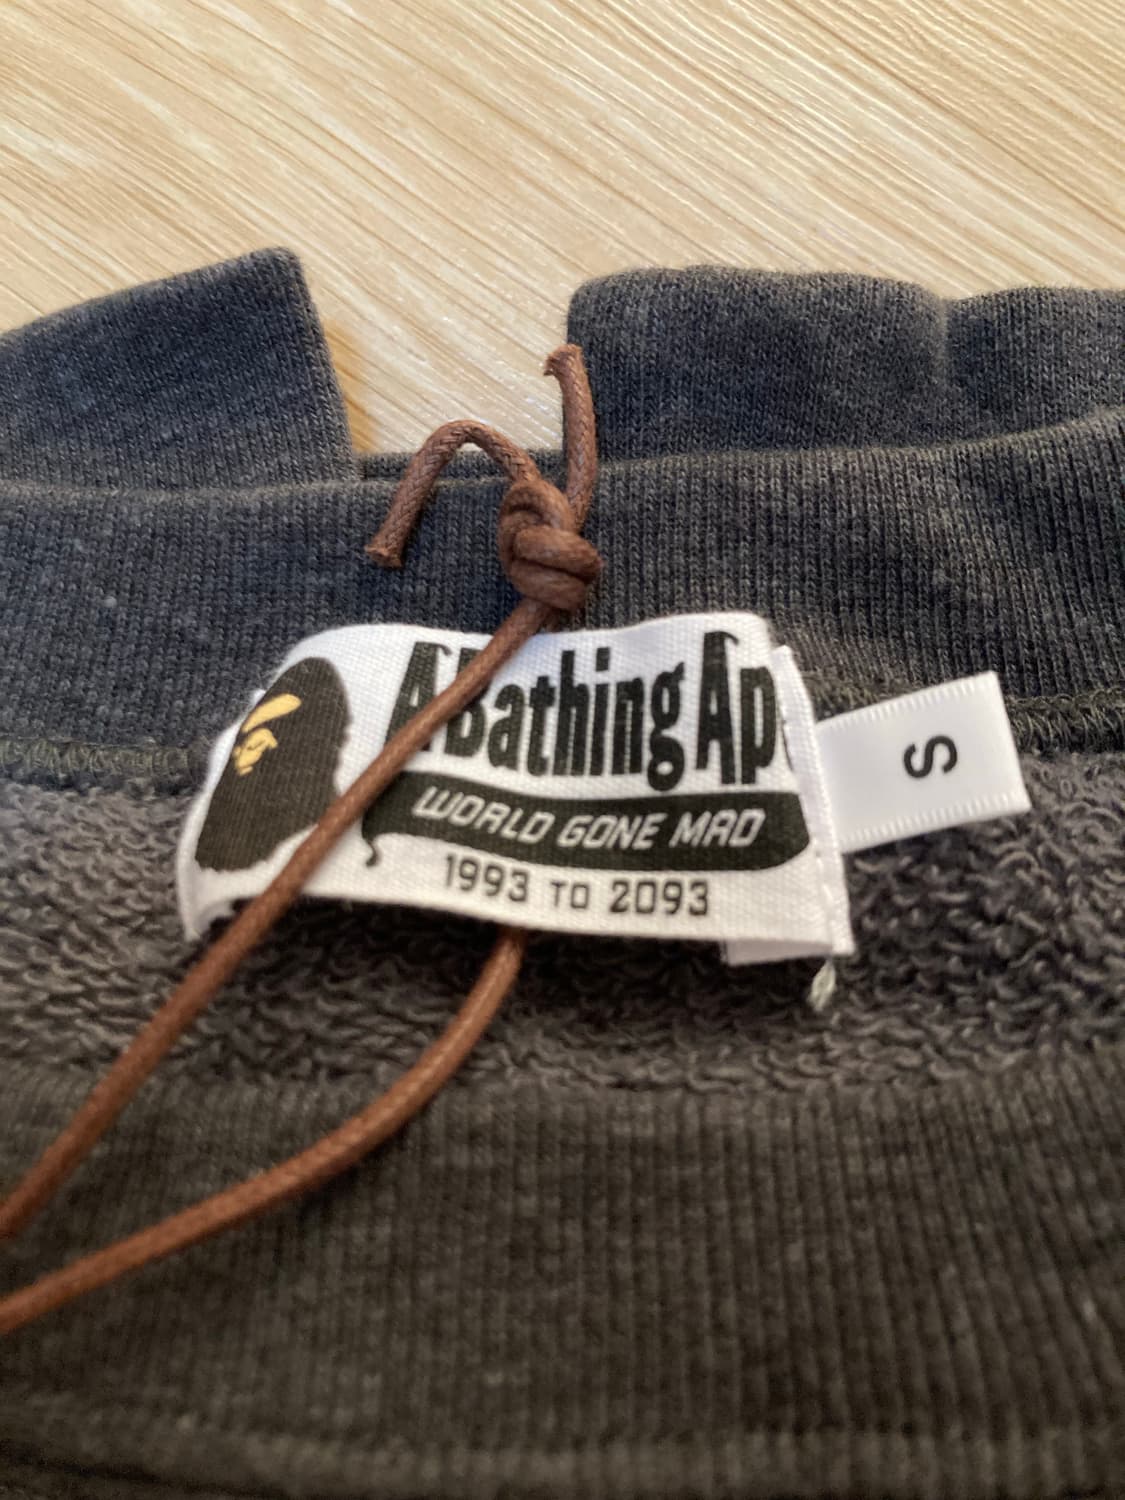 A Bathing Ap
WORLD GONE MAD
1993 TO 2093
S